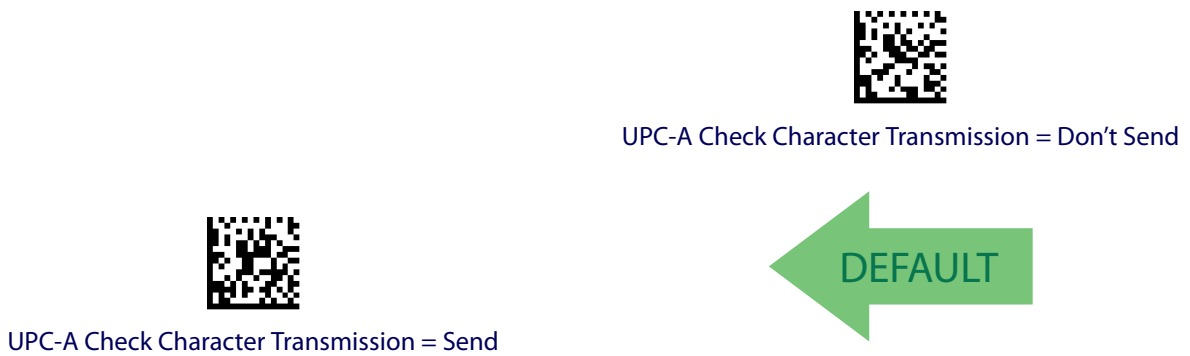 UPC-A Check Character Transmission = Don’t Send
DEFAULT
UPC-A Check Character Transmission = Send